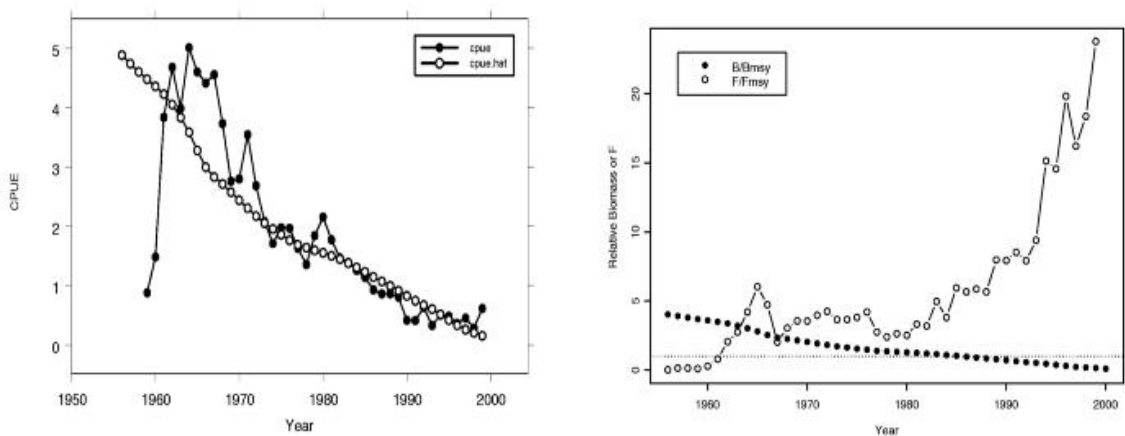 5
4
3
2
1
0
CPUE
cpue
cpue.hat
1950
1960
1970
1980
1990
2000
Year
20
15
10
5
0
Relative Biomass or F
B/Bmsy
F/Fmsy
1960
1970
1980
1990
2000
Year